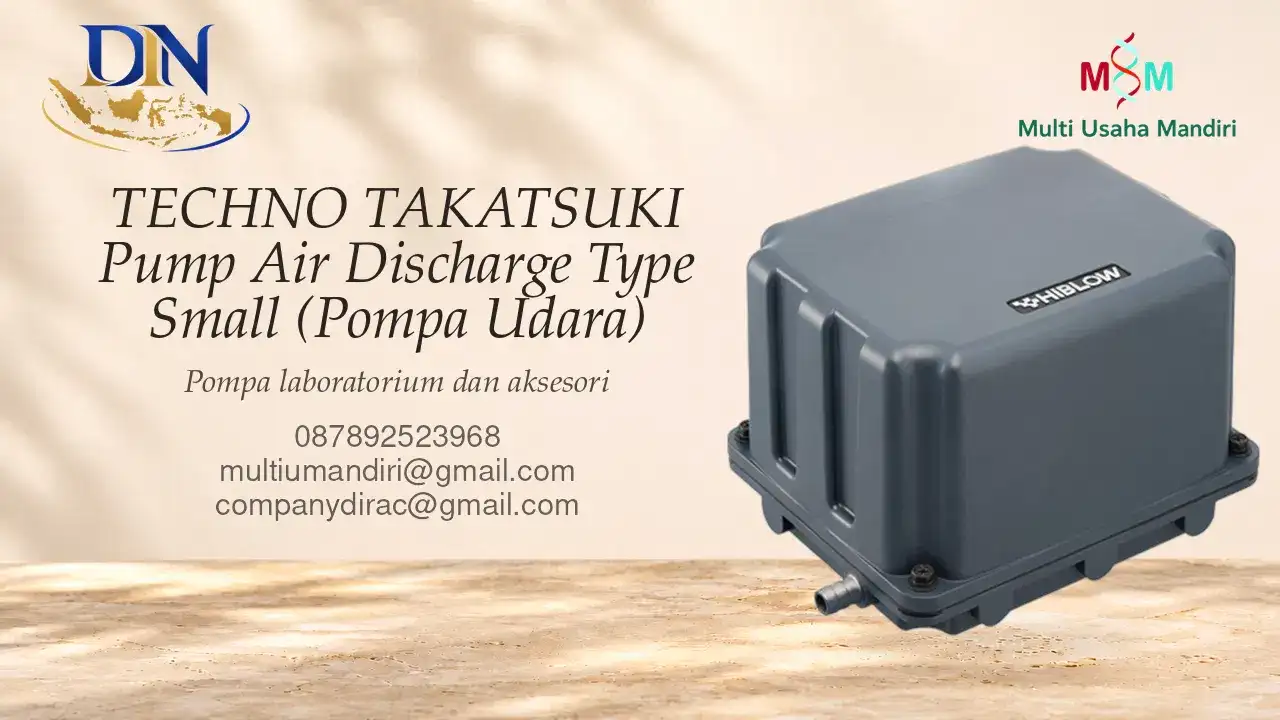 DIN
MSM
Multi Usaha Mandiri
TECHNO TAKATSUKI
Pump Air Discharge Type
Small (Pompa Udara)
Pompa laboratorium dan aksesori
087892523968
multiumandiri@gmail.com
companydirac@gmail.com
HIBLOW